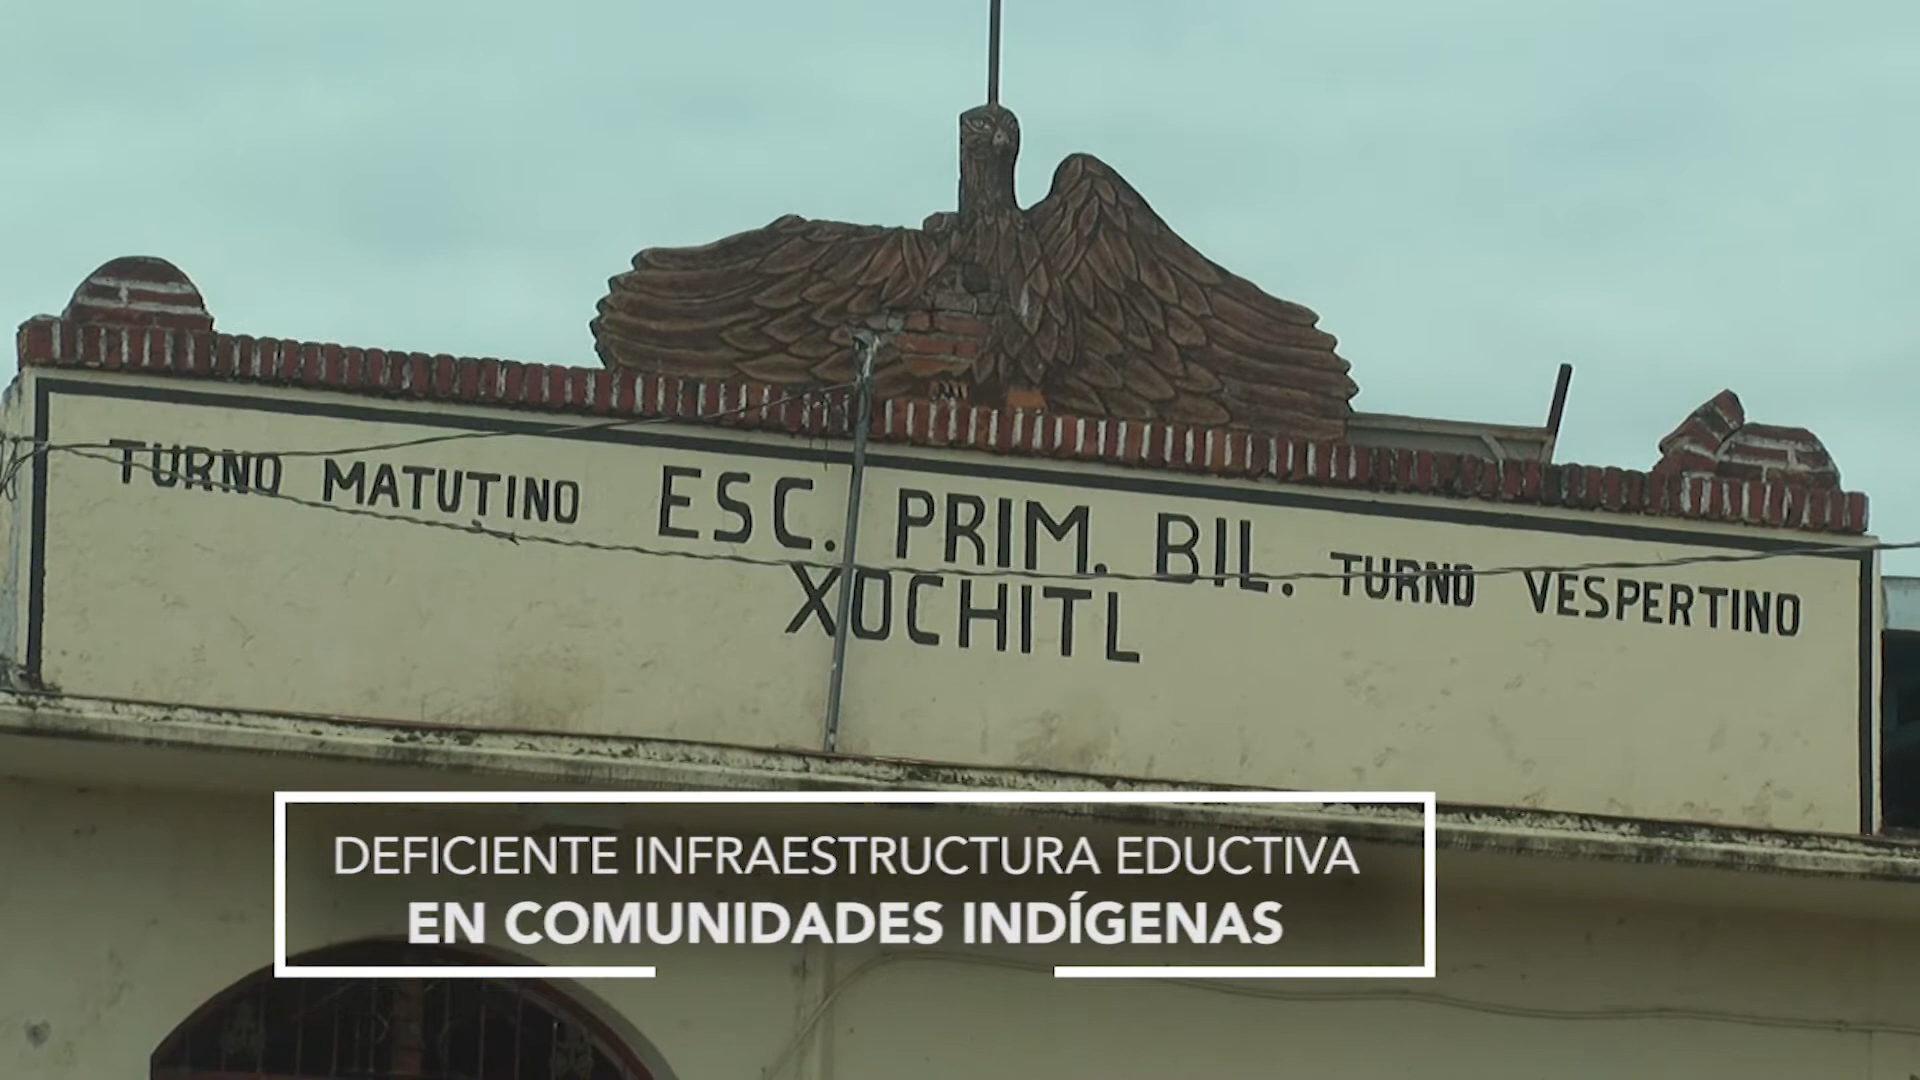 TURNO MATUTINO ESC. PRIM. BIL. TURNO VESPERTINO
XOCHITL
DEFICIENTE INFRAESTRUCTURA EDUCTIVA
EN COMUNIDADES INDÍGENAS